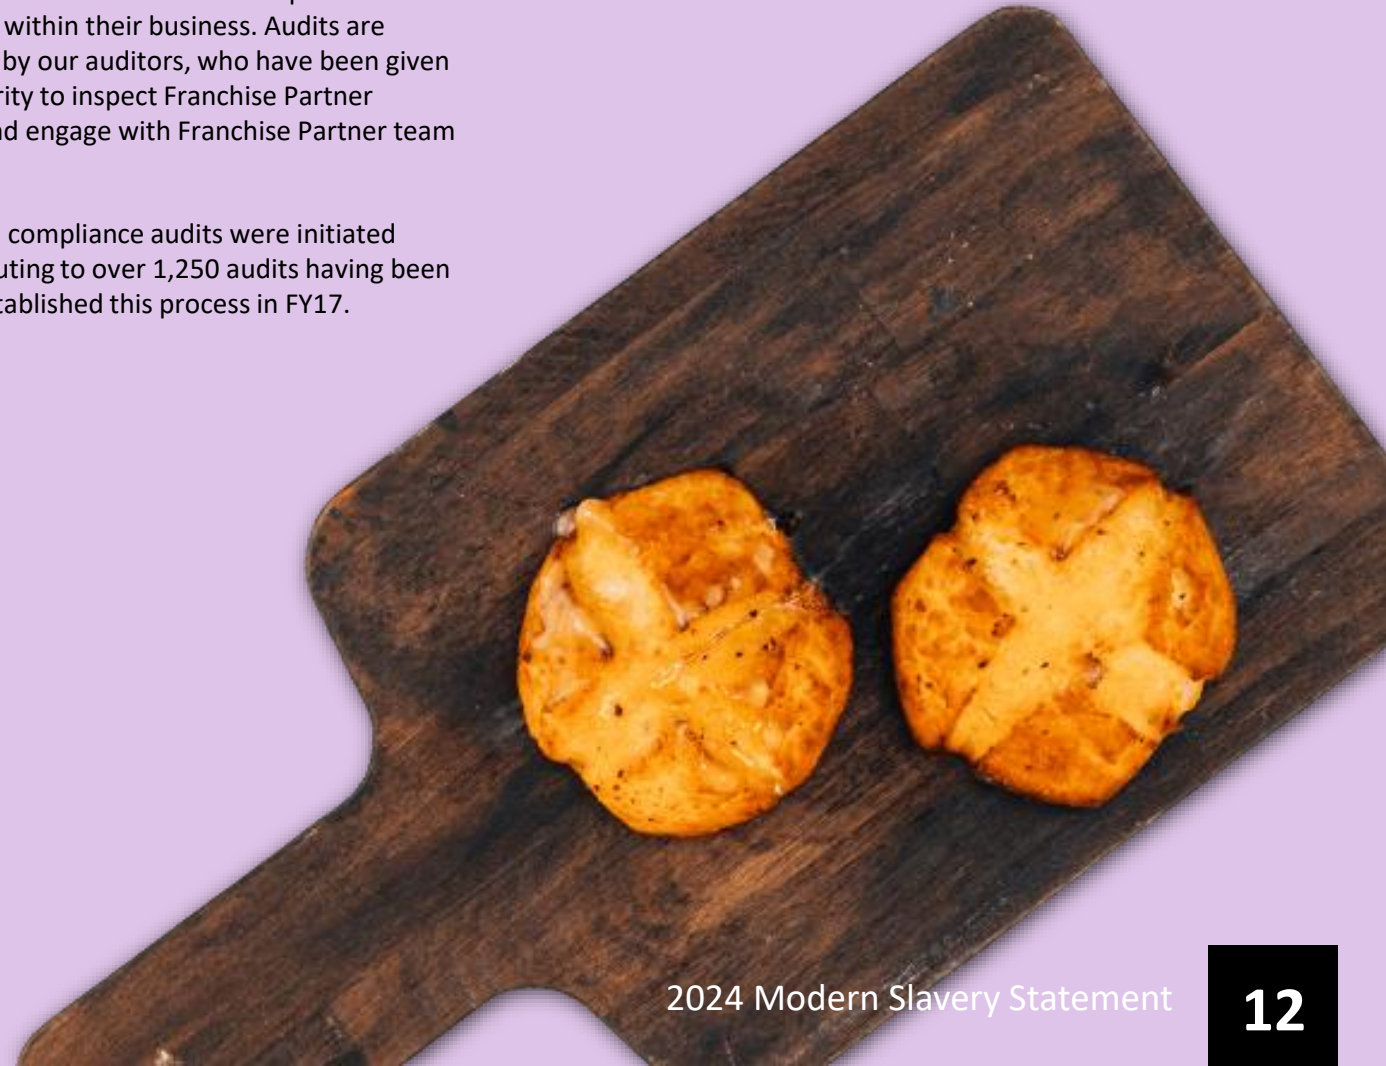 within their business. Audits are
by our auditors, who have been given
rity to inspect Franchise Partner
d engage with Franchise Partner team
compliance audits were initiated
uting to over 1,250 audits having been
tablished this process in FY17.
2024 Modern Slavery Statement
12